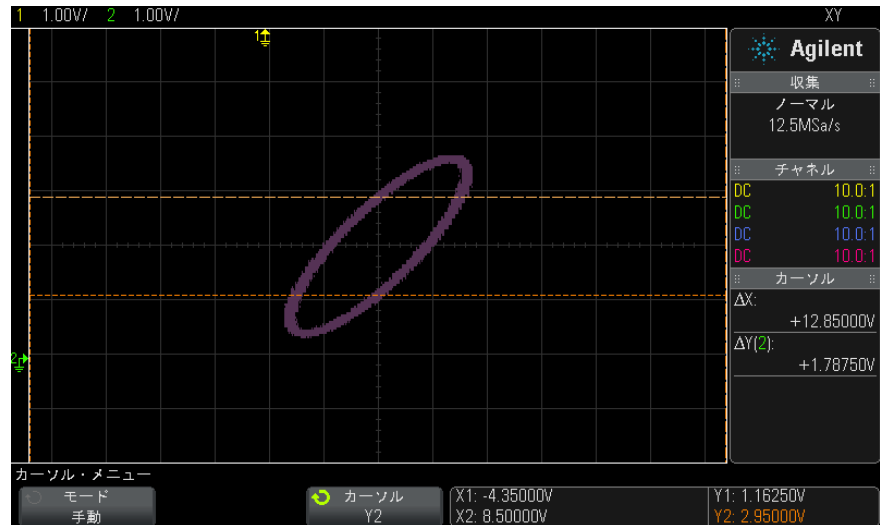 1 1.00V/ 2 1.00V/ XY
1
Agilent
収集
ノーマル
12.5MSa/s
チャネル
DC 10.0:1
DC 10.0:1
DC 10.0:1
DC 10.0:1
カーソル
ΔX:
+12.85000V
ΔY(2):
+1.78750V
2
カーソル・メニュー
モード
手動
カーソル
Y2
X1: -4.35000V
X2: 8.50000V
Y1: 1.16250V
Y2: 2.95000V